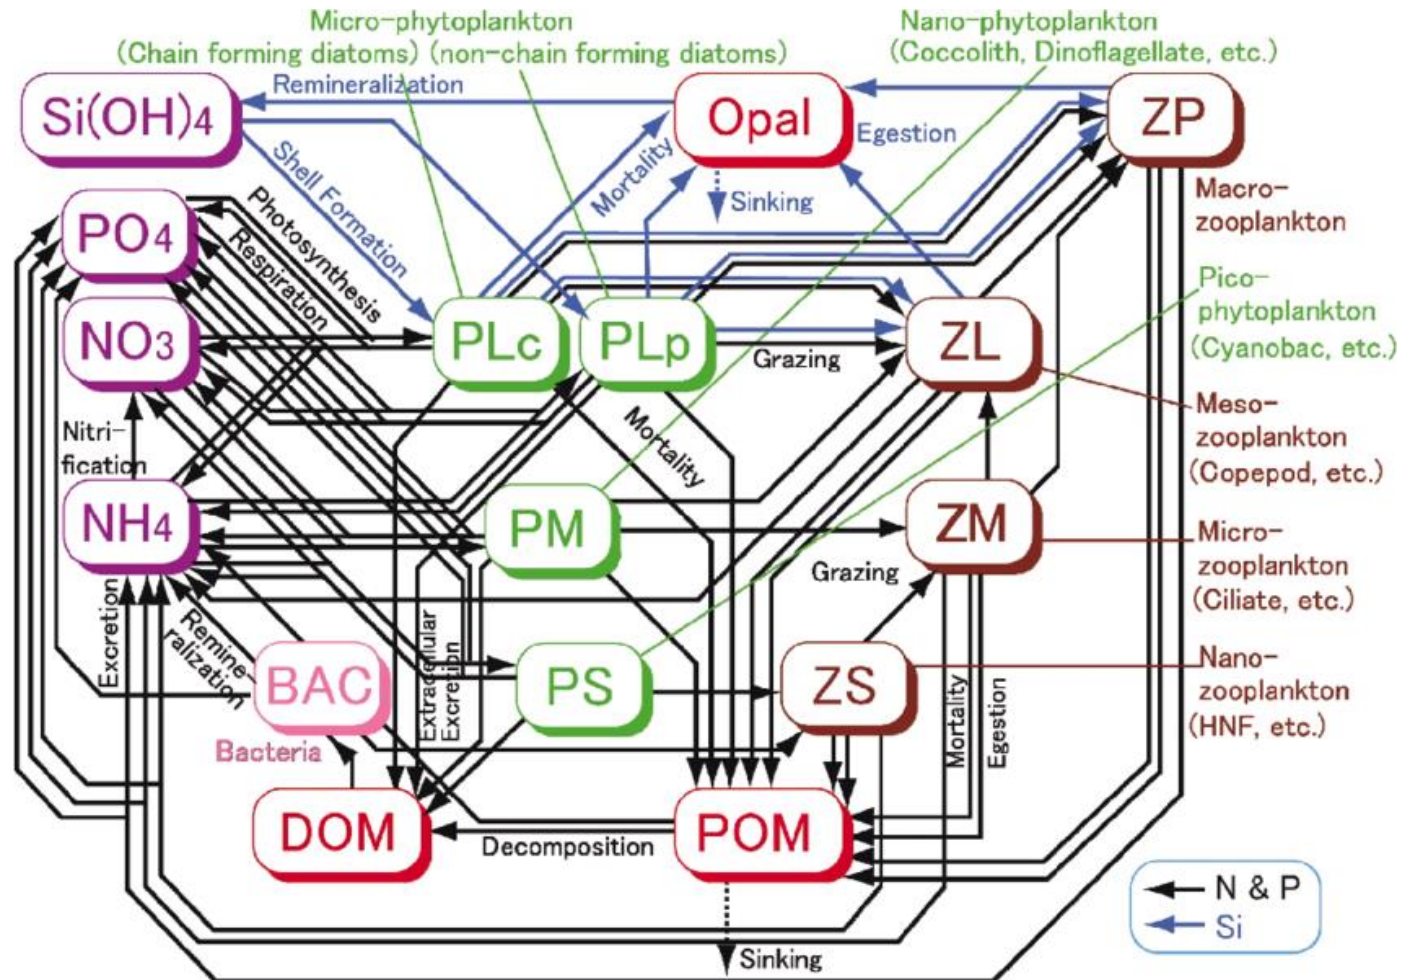 Micro-phytoplankton
(Chain forming diatoms) (non-chain forming diatoms)
Nano-phytoplankton
(Coccolith, Dinoflagellate, etc.)
Si(OH)4
Remineralization
Opal
Egestion
ZP
Shell Formation
Mortality
Sinking
Macro-
zooplankton
PO4
Photosynthesis
Respiration
Pico-
phytoplankton
(Cyanobac, etc.)
NO3
PLc
PLp
Grazing
ZL
Meso-
zooplankton
(Copepod, etc.)
Nitri-
fication
Mortality
NH4
PM
ZM
Grazing
Micro-
zooplankton
(Ciliate, etc.)
Excretion
Remine-
ralization
BAC
Bacteria
Extracellular
Excretion
PS
ZS
Mortality
Egestion
Nano-
zooplankton
(HNF, etc.)
DOM
Decomposition
POM
Sinking
N & P
Si